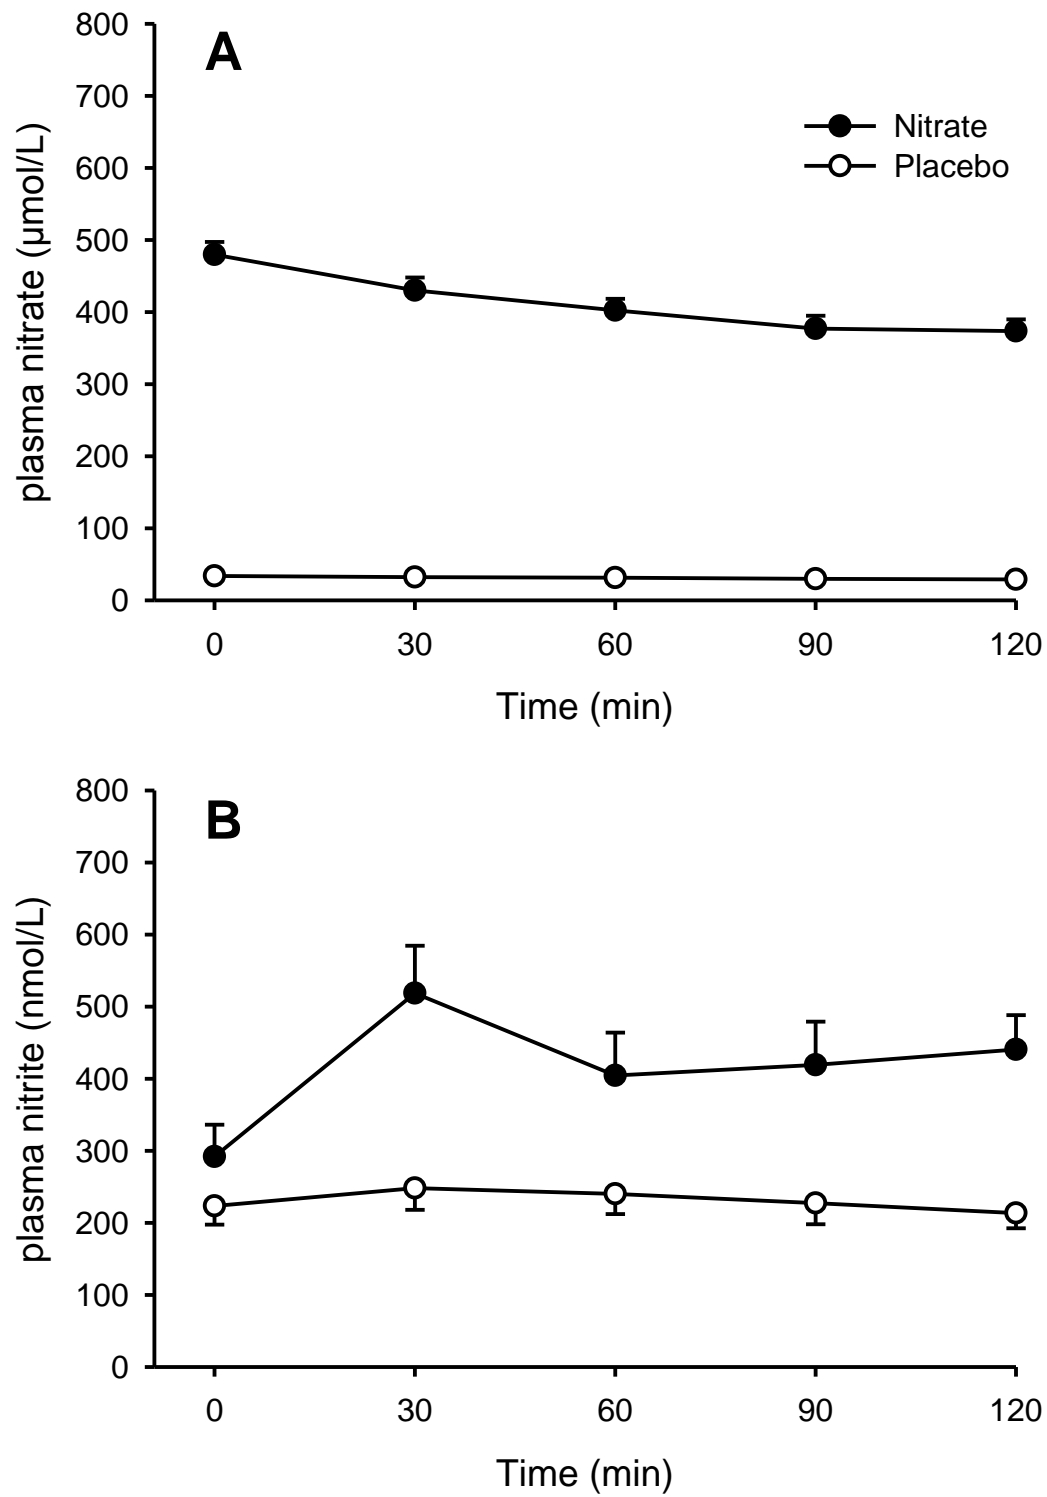 A
800
700
600
500
400
300
200
100
0
plasma nitrate (μmol/L)
Nitrate
Placebo
0 30 60 90 120
Time (min)
B
800
700
600
500
400
300
200
100
0
plasma nitrite (nmol/L)
0 30 60 90 120
Time (min)